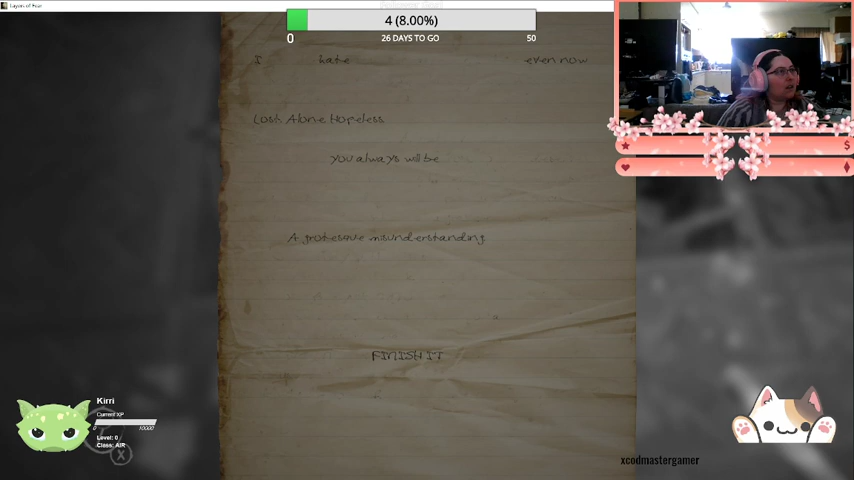 Layers of Fear
4 (8.00%)
0 26 DAYS TO GO 50
I hate even now
Lost Alone Hopeless
You always will be
A grotesque misunderstanding
FINISH IT
Kirri
Current XP
0 10000
Level: 0
Class: AIR
X
xcodmastergamer